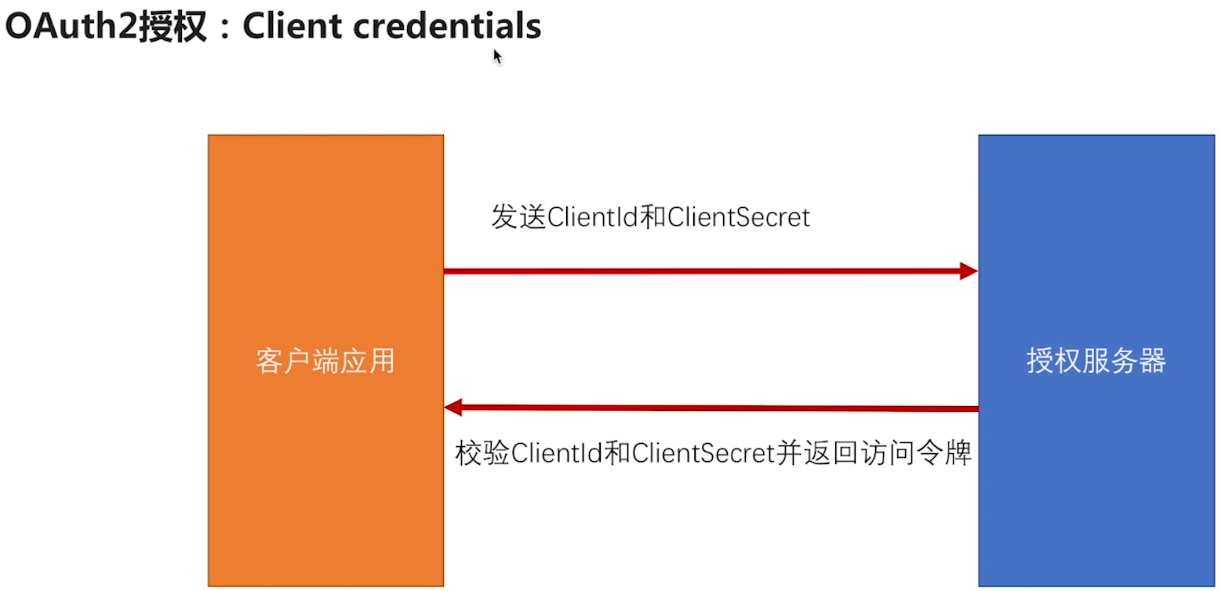 OAuth2授权：Client credentials
发送ClientId和ClientSecret
客户端应用
授权服务器
校验ClientId和ClientSecret并返回访问令牌